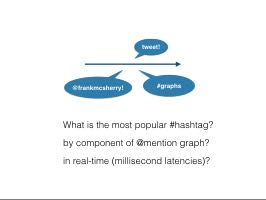 tweet!
@frankmcsherry!
#graphs
What is the most popular #hashtag?
by component of @mention graph?
in real-time (millisecond latencies)?